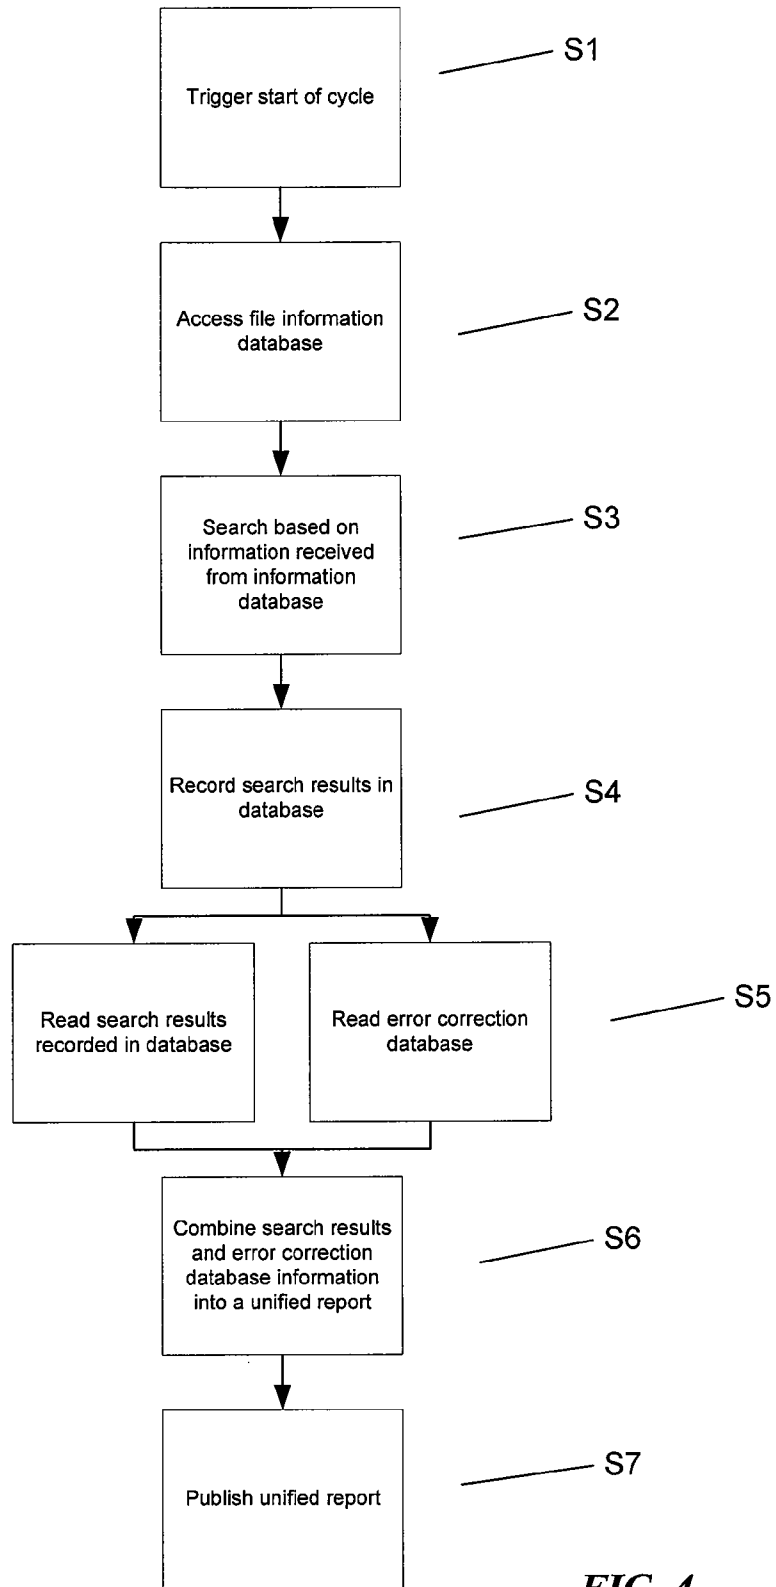 Trigger start of cycle
S1
Access file information
database
S2
Search based on
information received
from information
database
S3
Record search results in
database
S4
Read search results
recorded in database
Read error correction
database
S5
Combine search results
and error correction
database information
into a unified report
S6
Publish unified report
S7
FIG. 4